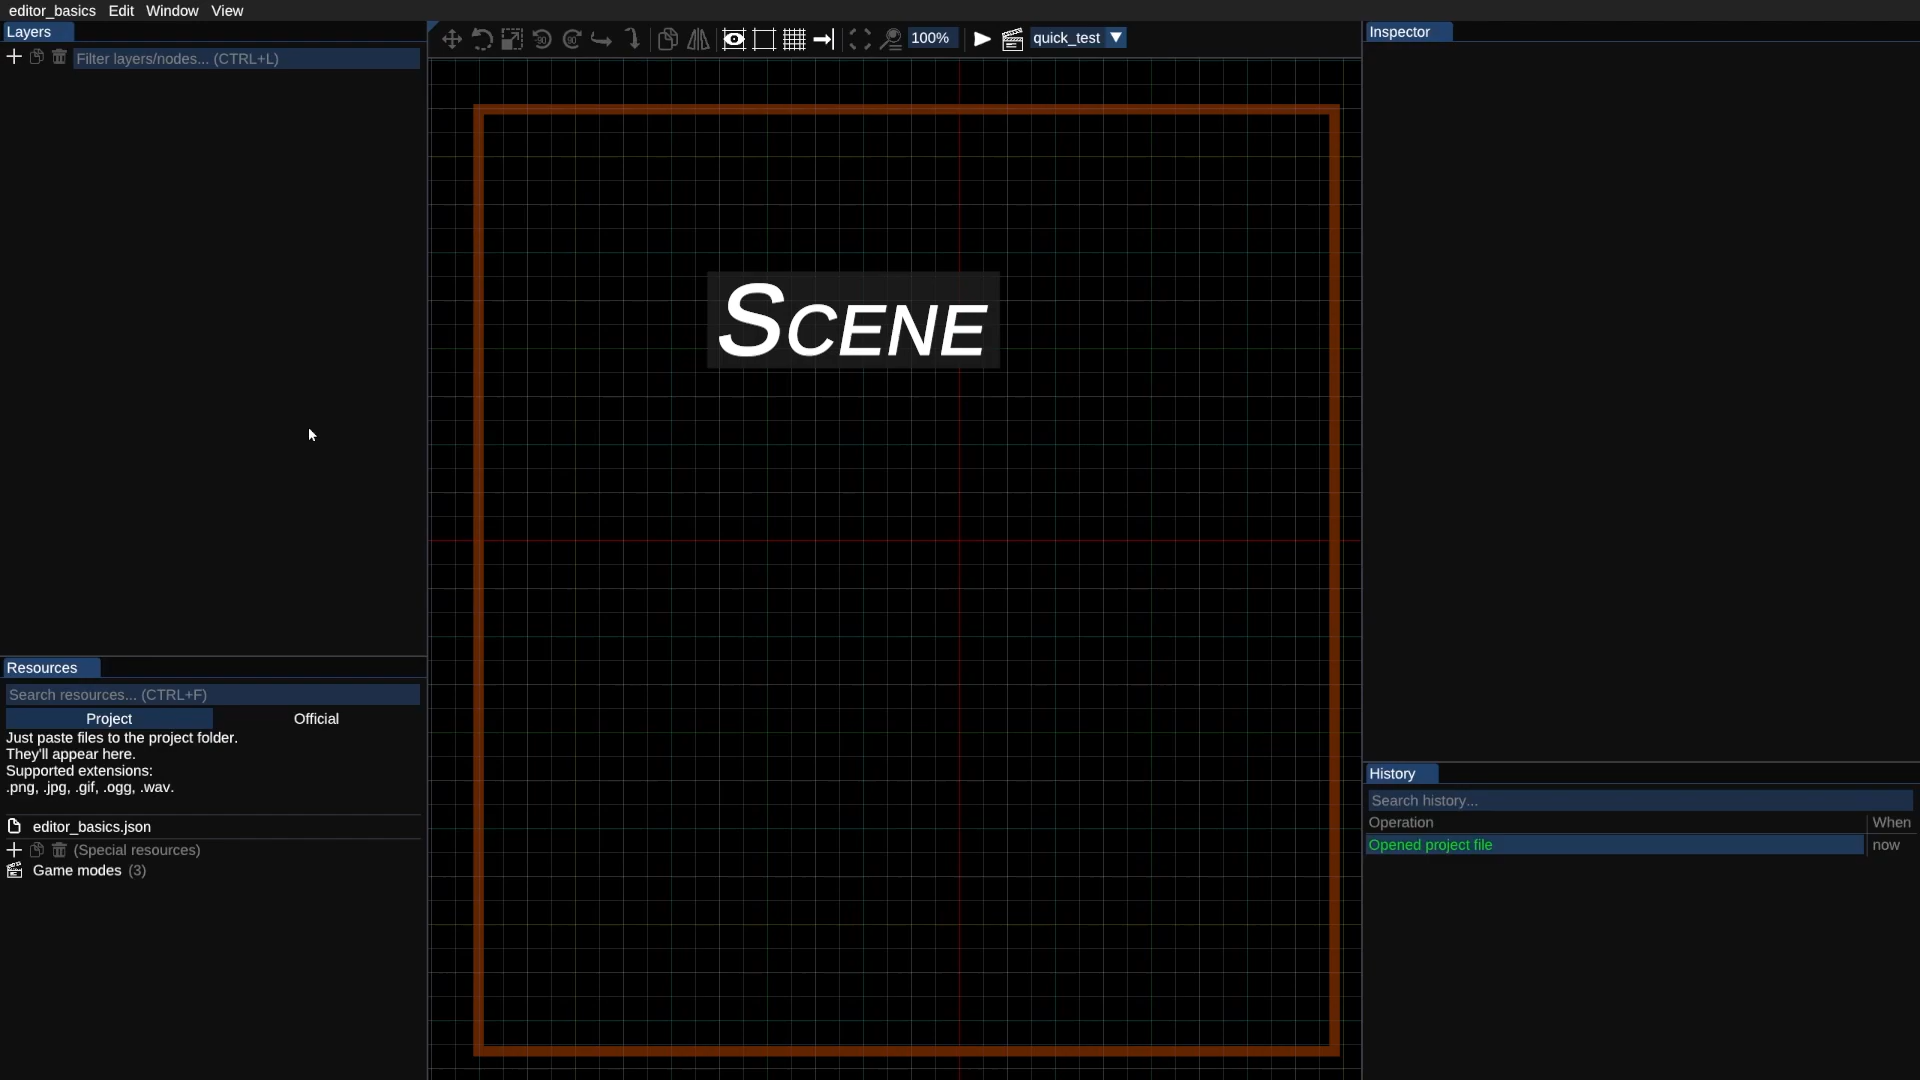 editor_basics Edit Window View
Layers
Filter layers/nodes... (CTRL+L)
-90 90 100% quick_test
SCENE
Resources
Search resources... (CTRL+F)
Project Official
Just paste files to the project folder.
They'll appear here.
Supported extensions:
.png, .jpg, .gif, .ogg, .wav.
editor_basics.json
(Special resources)
Game modes (3)
Inspector
History
Search history...
Operation When
Opened project file now